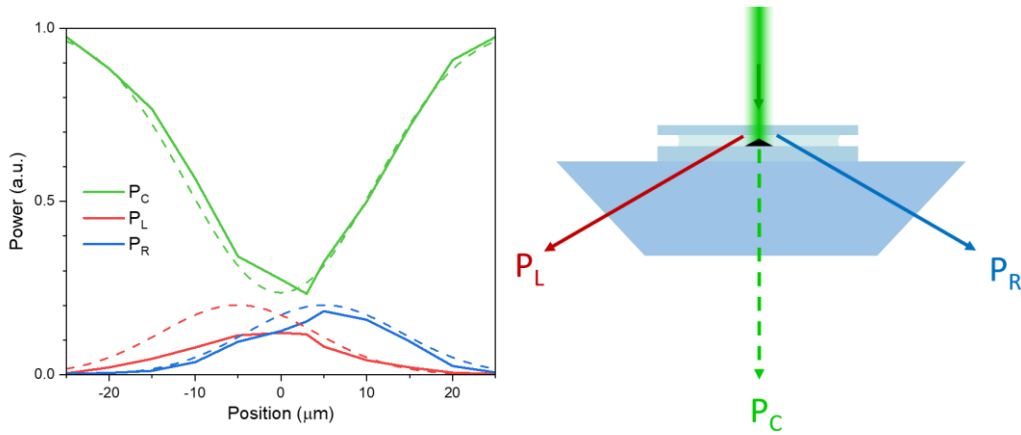 1.0
0.5
0.0
Power (a.u.)
P_C
P_L
P_R
-20
-10
0
10
20
Position (μm)
P_L
P_R
P_C